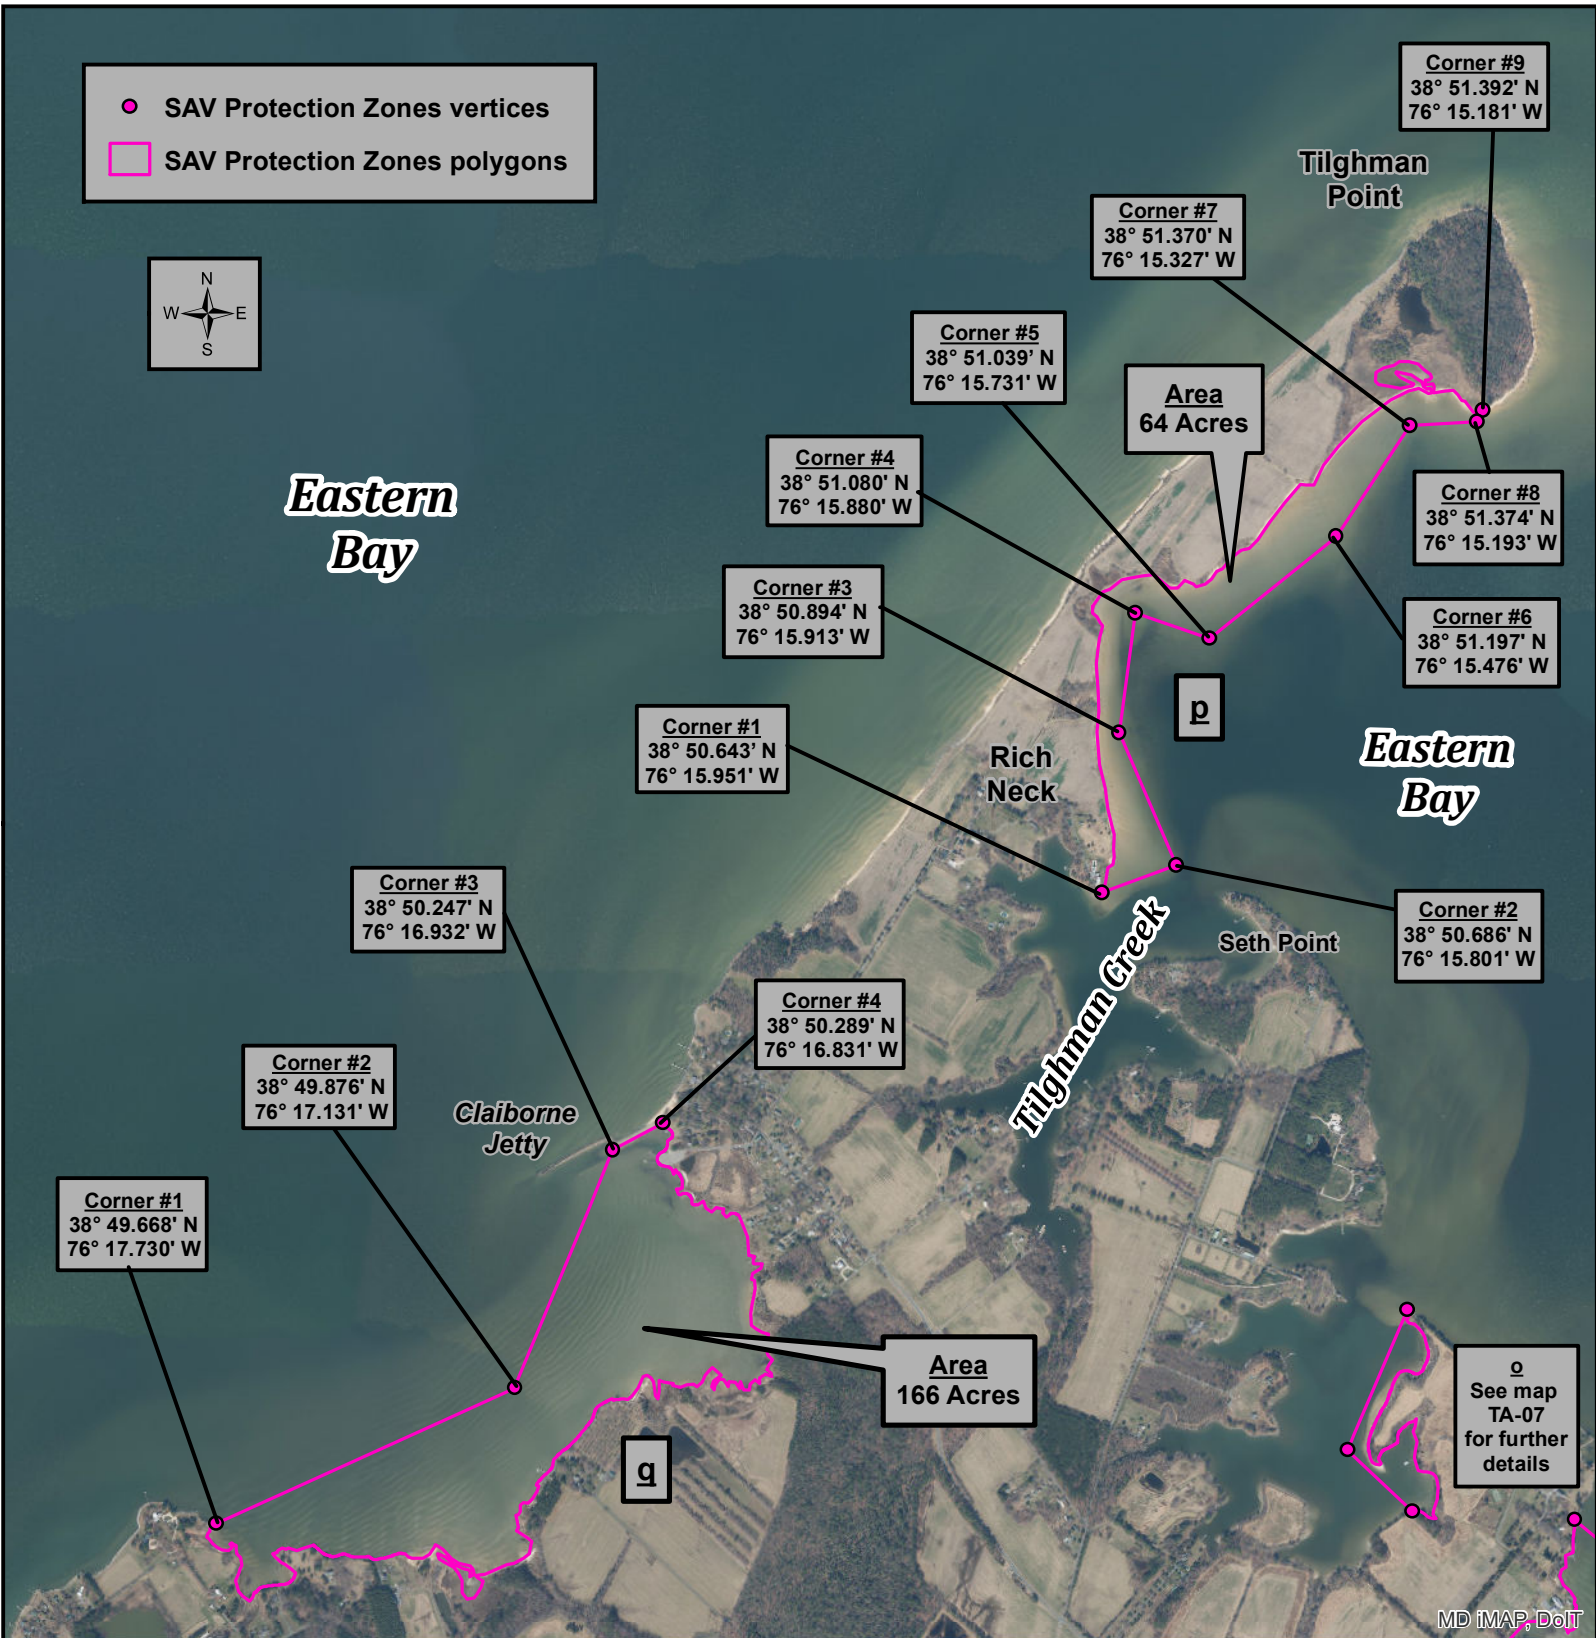 SAV Protection Zones vertices
SAV Protection Zones polygons
N
W E
S
Corner #9
38° 51.392' N
76° 15.181' W
Tilghman
Point
Corner #7
38° 51.370' N
76° 15.327' W
Corner #5
38° 51.039’ N
76° 15.731' W
Area
64 Acres
Corner #4
38° 51.080' N
76° 15.880' W
Corner #8
38° 51.374' N
76° 15.193' W
Eastern
Bay
Corner #3
38° 50.894' N
76° 15.913' W
Corner #6
38° 51.197' N
76° 15.476' W
p
Corner #1
38° 50.643’ N
76° 15.951' W
Rich
Neck
Eastern
Bay
Corner #3
38° 50.247' N
76° 16.932' W
Corner #2
38° 50.686' N
76° 15.801' W
Seth Point
Tilghman Creek
Corner #4
38° 50.289' N
76° 16.831' W
Corner #2
38° 49.876' N
76° 17.131' W
Claiborne
Jetty
Corner #1
38° 49.668' N
76° 17.730' W
Area
166 Acres
q
o
See map
TA-07
for further
details
MD iMAP, DoIT